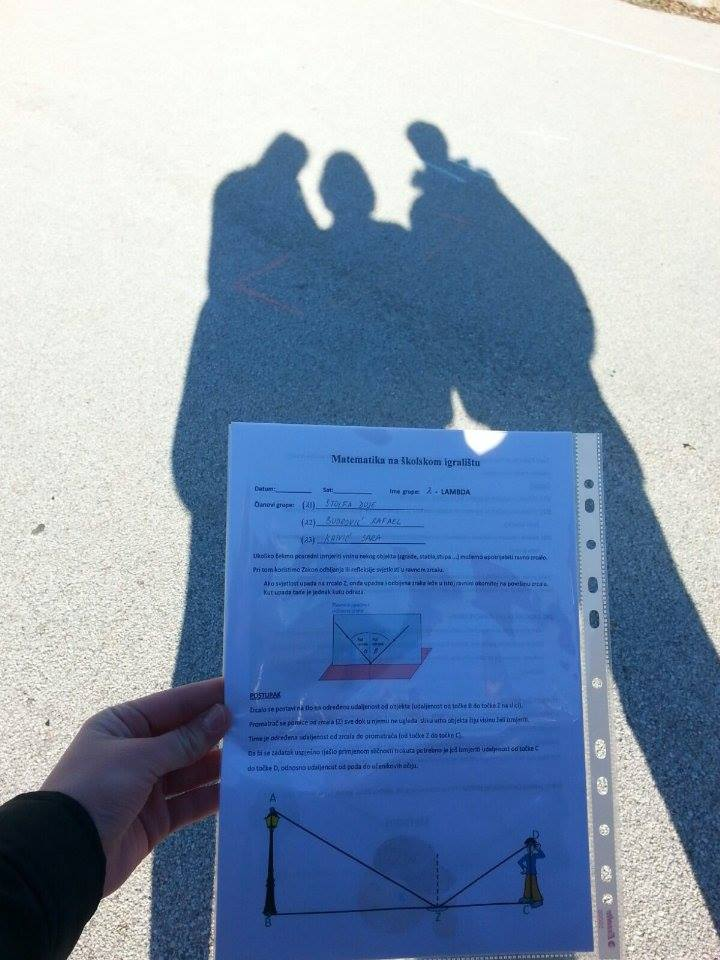 Matematika na školskom igralištu
Datum:________ Sat:________ Ime grupe: λ - LAMBDA
Članovi grupe: (21) ŠTOLFA DUJE
(22) RAFAEL
(23) SARA
Ukoliko želimo posredno izmjeriti visinu nekog objekta (zgrade, stabla, stupa ...) možemo upotrijebiti ravno zrcalo.
Pri tom koristimo Zakon odbijanja ili refleksije svjetlosti u ravnom zrcalu.
Ako svjetlost upada na zrcalo Z, onda upadna i odbijena zraka leže u istoj ravnini okomitoj na površinu zrcala.
Kut upada zrake je jednak kutu odraza.
α β
POSTUPAK
Zrcalo se postavi na tlo na određenu udaljenost od objekta (udaljenost od točke B do točke Z na slici).
Promatrač se pomiče od zrcala (Z) sve dok u njemu ne ugleda sliku vrha objekta čiju visinu želi izmjeriti.
Time je određena udaljenost od zrcala do promatrača (od točke Z do točke C).
Da bi se zadatak uspješno riješio primjenom sličnosti trokuta potrebno je još izmjeriti udaljenost od točke C
do točke D, odnosno udaljenost od poda do učenikovih očiju.
A
D
B Z C